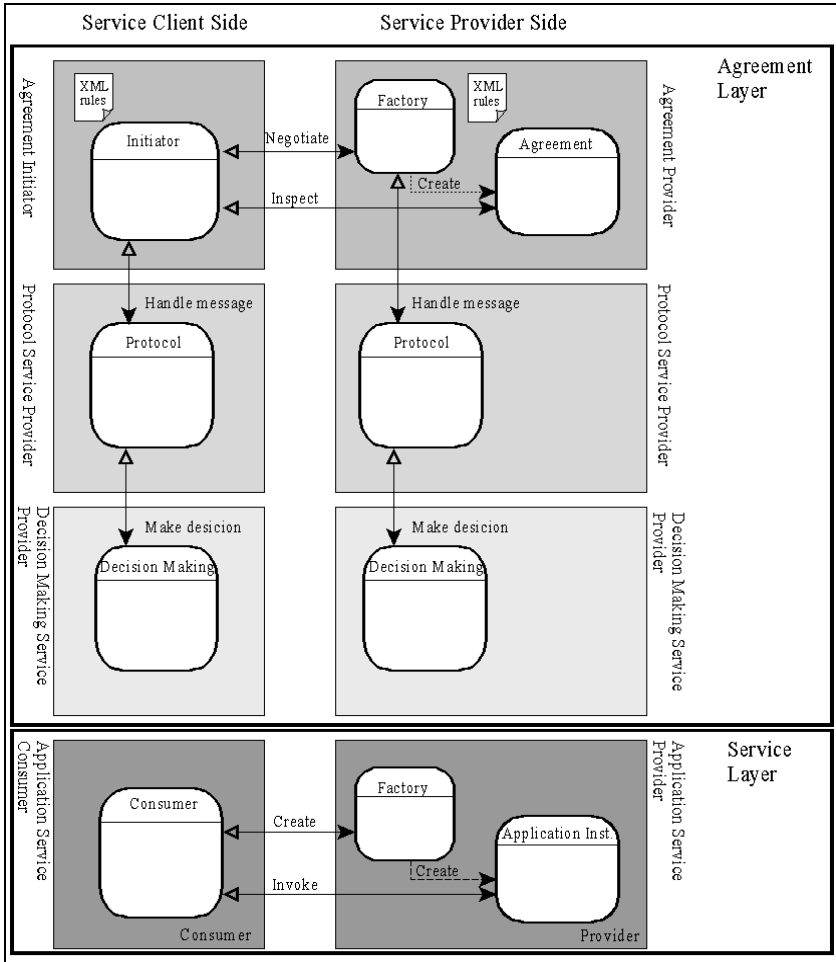 Service Client Side
Service Provider Side
Agreement
Layer
Agreement Initiator
XML
rules
Initiator
Negotiate
Inspect
Factory
XML
rules
Create
Agreement
Agreement Provider
Protocol Service Provider
Handle message
Protocol
Handle message
Protocol
Protocol Service Provider
Decision Making Service
Provider
Make desicion
Decision Making
Make desicion
Decision Making
Decision Making Service
Provider
Service
Layer
Application Service
Consumer
Consumer
Create
Invoke
Factory
Create
Application Inst.
Application Service
Provider
Consumer
Provider